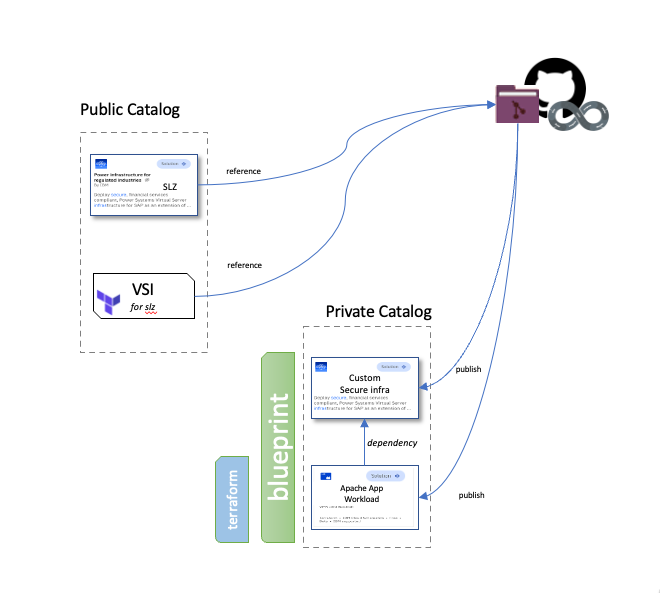 Public Catalog
Solution
Power infrastructure for
regulated industries
SLZ
Deploy secure, financial services
compliant, Power Systems Virtual Server
infrastructure for SAP as an extension of ...
reference
reference
VSI
for slz
Private Catalog
Solution
Custom
Secure infra
Deploy secure, financial services
compliant, Power Systems Virtual Server
infrastructure for SAP as an extension of ...
publish
dependency
Solution
Apache App
Workload
publish
blueprint
terraform